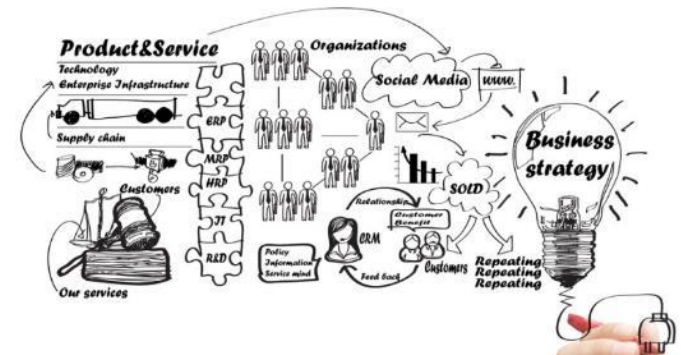 Product&Service
Technology
Enterprise Infrastructure
Supply chain
Customers
Our services
ERP
MRP
HRP
IT
R&D
Organizations
Social Media
www.
SOLD
Relationship
Customer
Benefit
CRM
Policy
Information
Service mind
Feed back
Customers
Repeating
Repeating
Repeating
Business
strategy